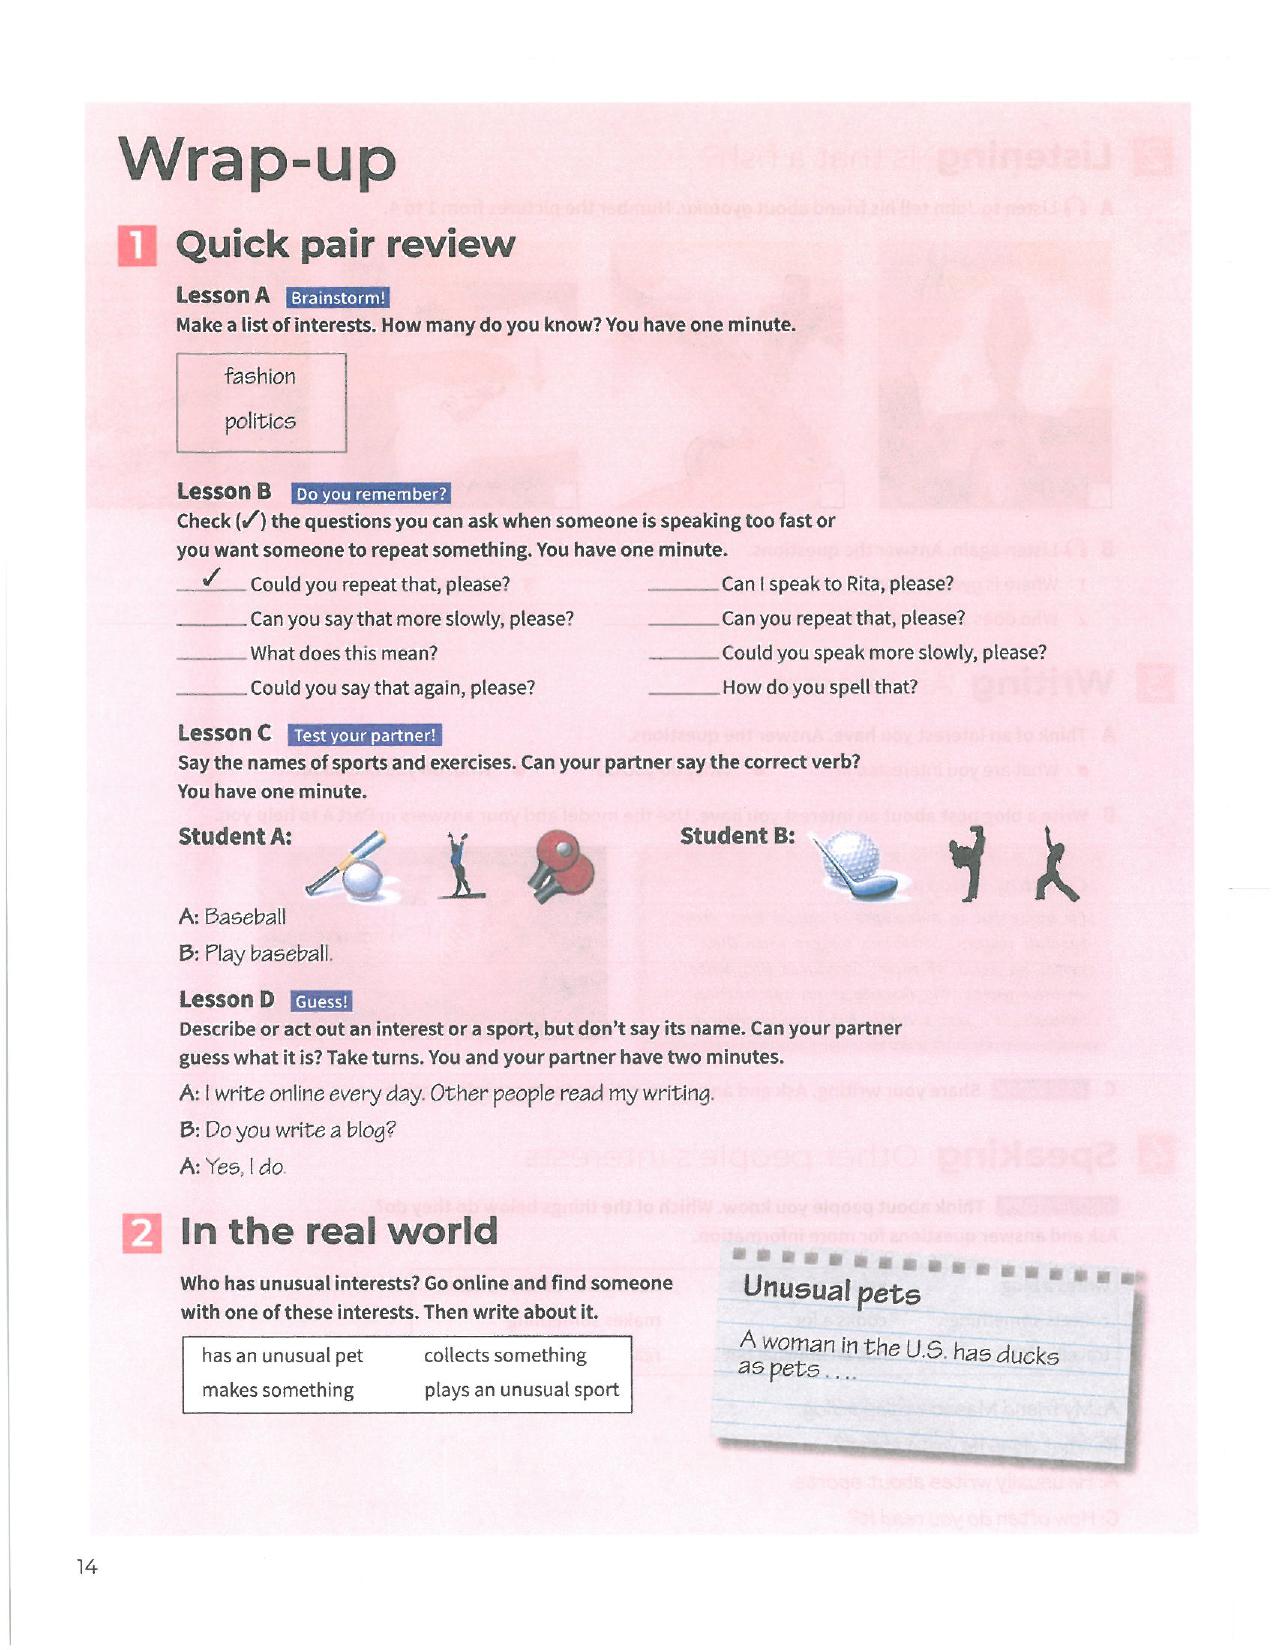 Wrap-up
1 Quick pair review
Lesson A Brainstorm!
Make a list of interests. How many do you know? You have one minute.
fashion
politics
Lesson B Do you remember?
Check (✓) the questions you can ask when someone is speaking too fast or
you want someone to repeat something. You have one minute.
✓ Could you repeat that, please?
______ Can you say that more slowly, please?
______ What does this mean?
______ Could you say that again, please?
______ Can I speak to Rita, please?
______ Can you repeat that, please?
______ Could you speak more slowly, please?
______ How do you spell that?
Lesson C Test your partner!
Say the names of sports and exercises. Can your partner say the correct verb?
You have one minute.
Student A:
Student B:
A: Baseball
B: Play baseball.
Lesson D Guess!
Describe or act out an interest or a sport, but don't say its name. Can your partner
guess what it is? Take turns. You and your partner have two minutes.
A: I write online every day. Other people read my writing.
B: Do you write a blog?
A: Yes, I do.
2 In the real world
Who has unusual interests? Go online and find someone
with one of these interests. Then write about it.
has an unusual pet collects something
makes something plays an unusual sport
Unusual pets
A woman in the U.S. has ducks
as pets ....
14